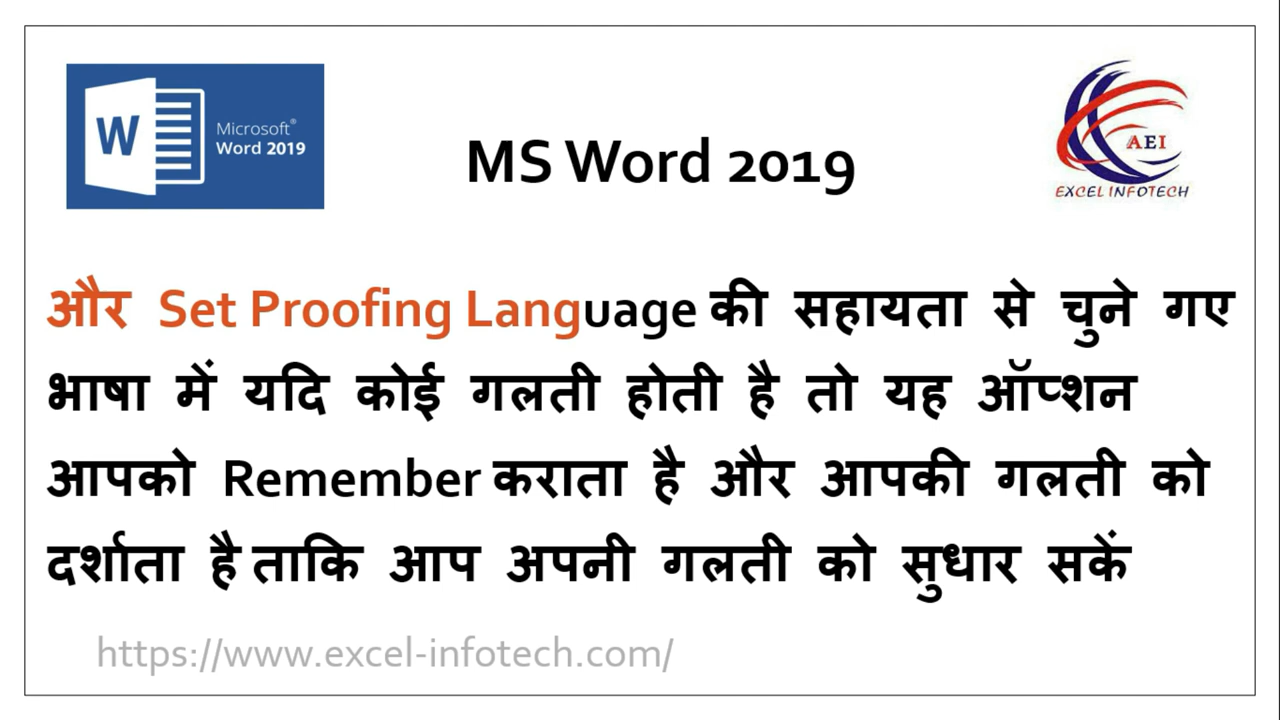 W
Microsoft®
Word 2019
MS Word 2019
AEI
EXCEL INFOTECH
और Set Proofing Language की सहायता से चुने गए
भाषा में यदि कोई गलती होती है तो यह ऑप्शन
आपको Remember कराता है और आपकी गलती को
दर्शाता है ताकि आप अपनी गलती को सुधार सकें
https://www.excel-infotech.com/